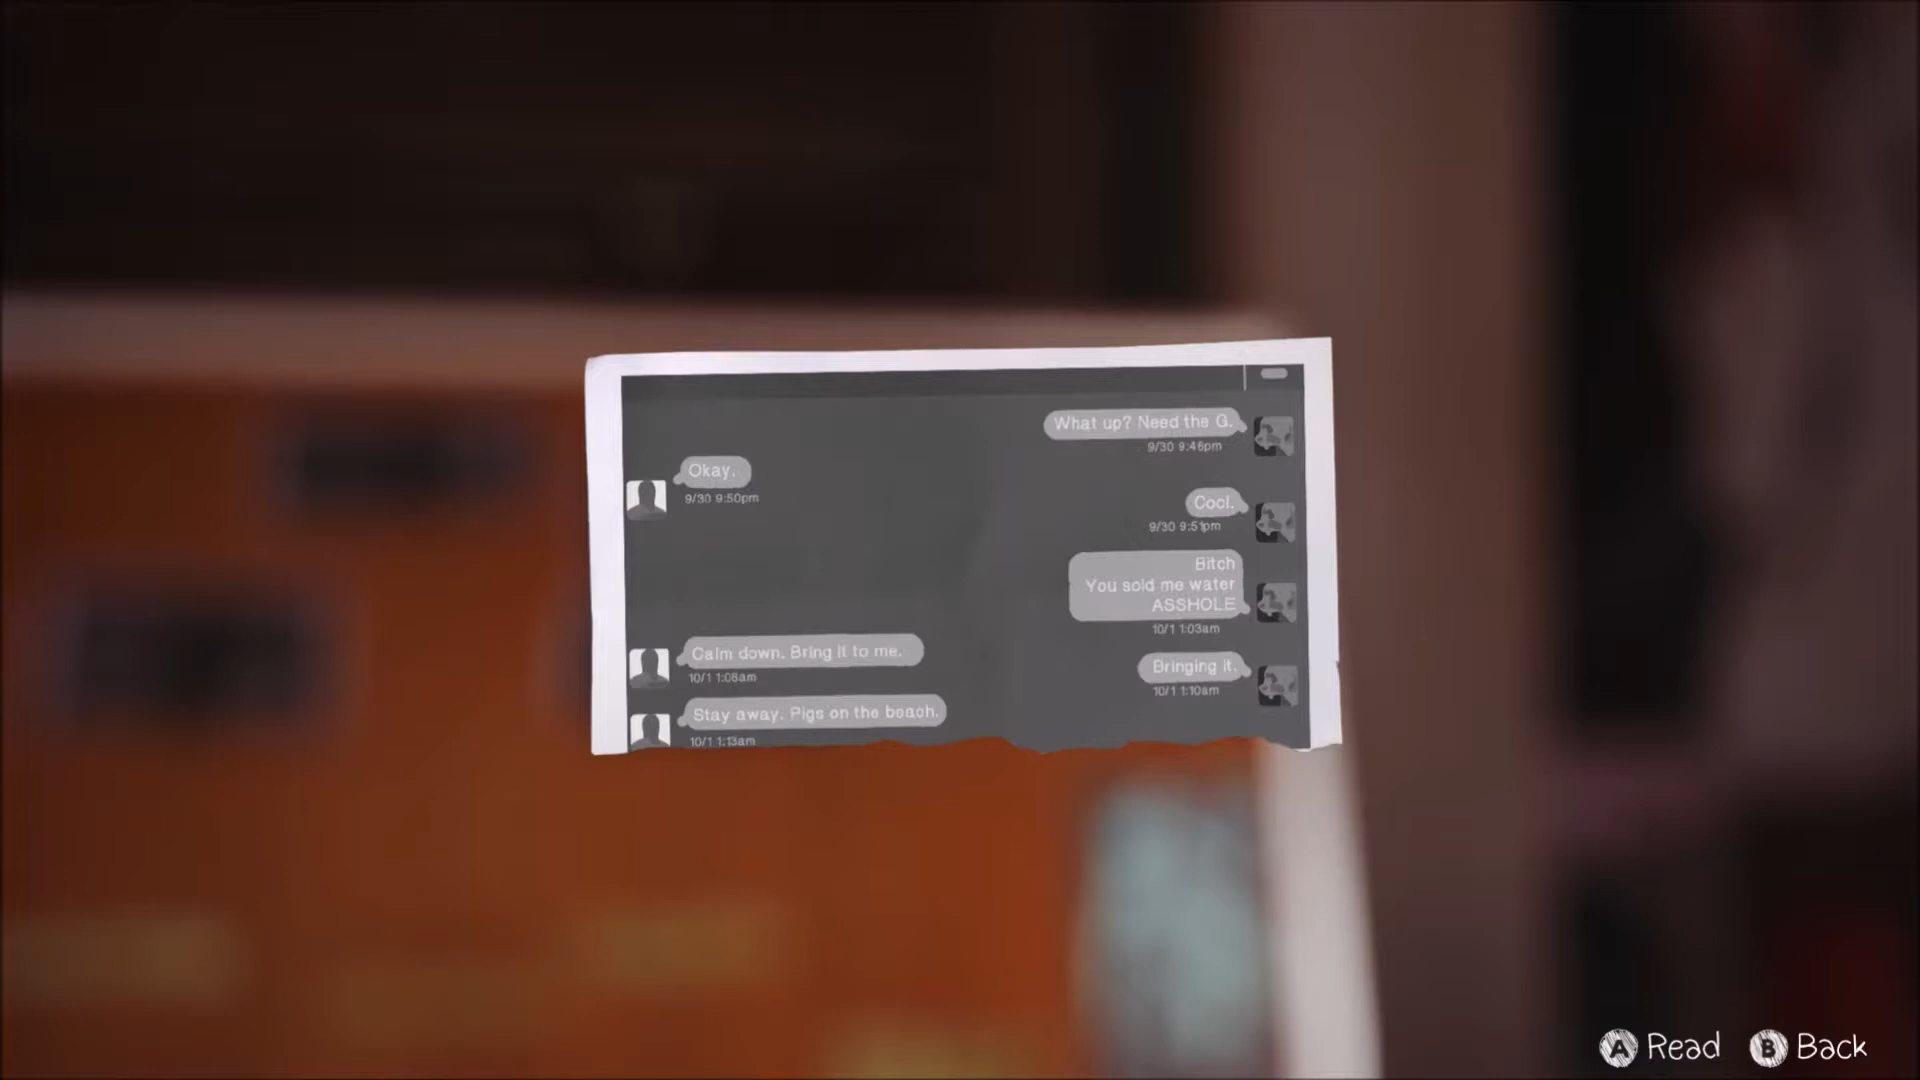 What up? Need the G.
9/30 9:46pm
Okay.
9/30 9:50pm
Cool.
9/30 9:51pm
Bitch
You sold me water
ASSHOLE
10/1 1:03am
Calm down. Bring it to me.
10/1 1:08am
Bringing it.
10/1 1:10am
Stay away. Pigs on the beach.
10/1 1:13am
A Read B Back